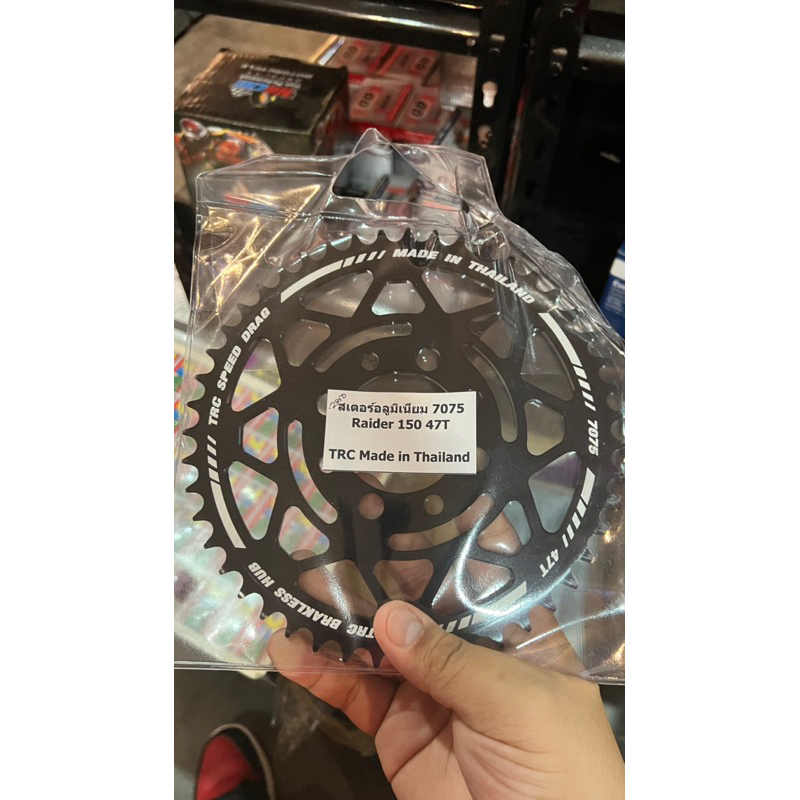 MADE IN THAILAND
TRC SPEED DRAG
7075
47T
TRC BRAKLESS HUB
สเตอร์อลูมิเนียม 7075
Raider 150 47T
TRC Made in Thailand